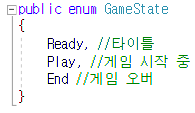 public enum GameState
{
Ready, //타이틀
Play, //게임 시작 중
End //게임 오버
}